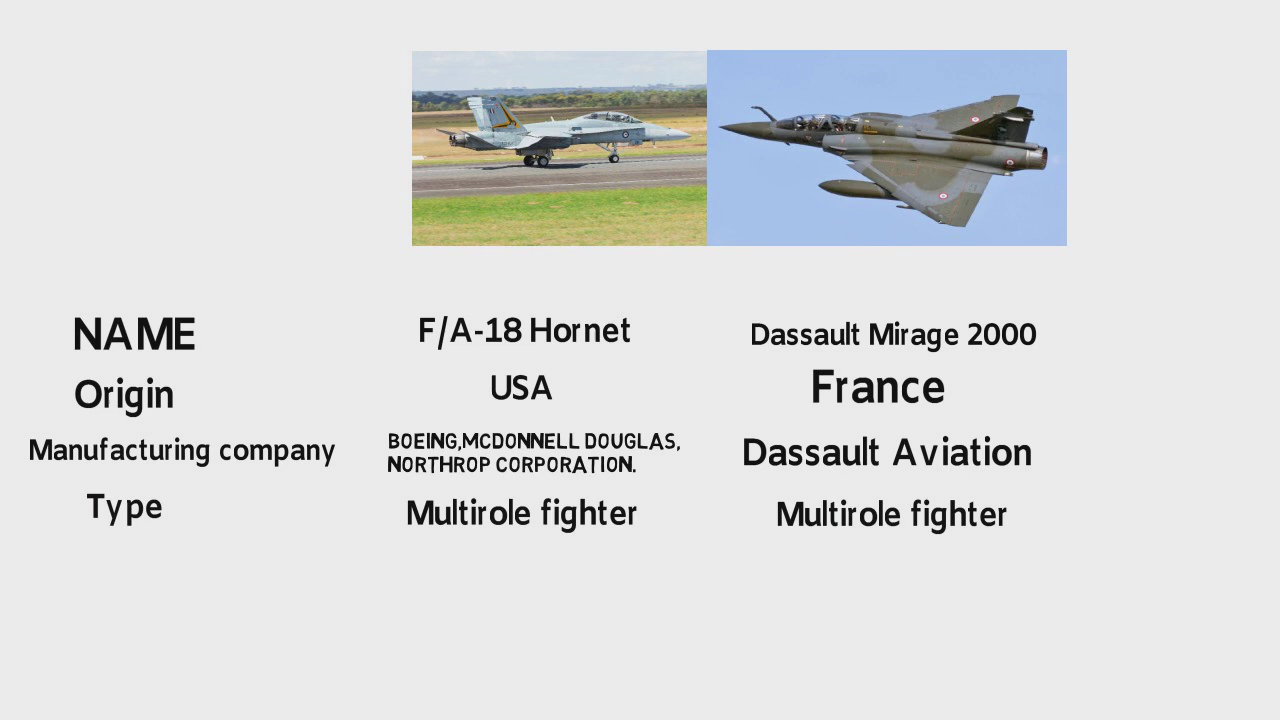 NAME F/A-18 Hornet Dassault Mirage 2000
Origin USA France
Manufacturing company BOEING,MCDONNELL DOUGLAS, Dassault Aviation
NORTHROP CORPORATION.
Type Multirole fighter Multirole fighter